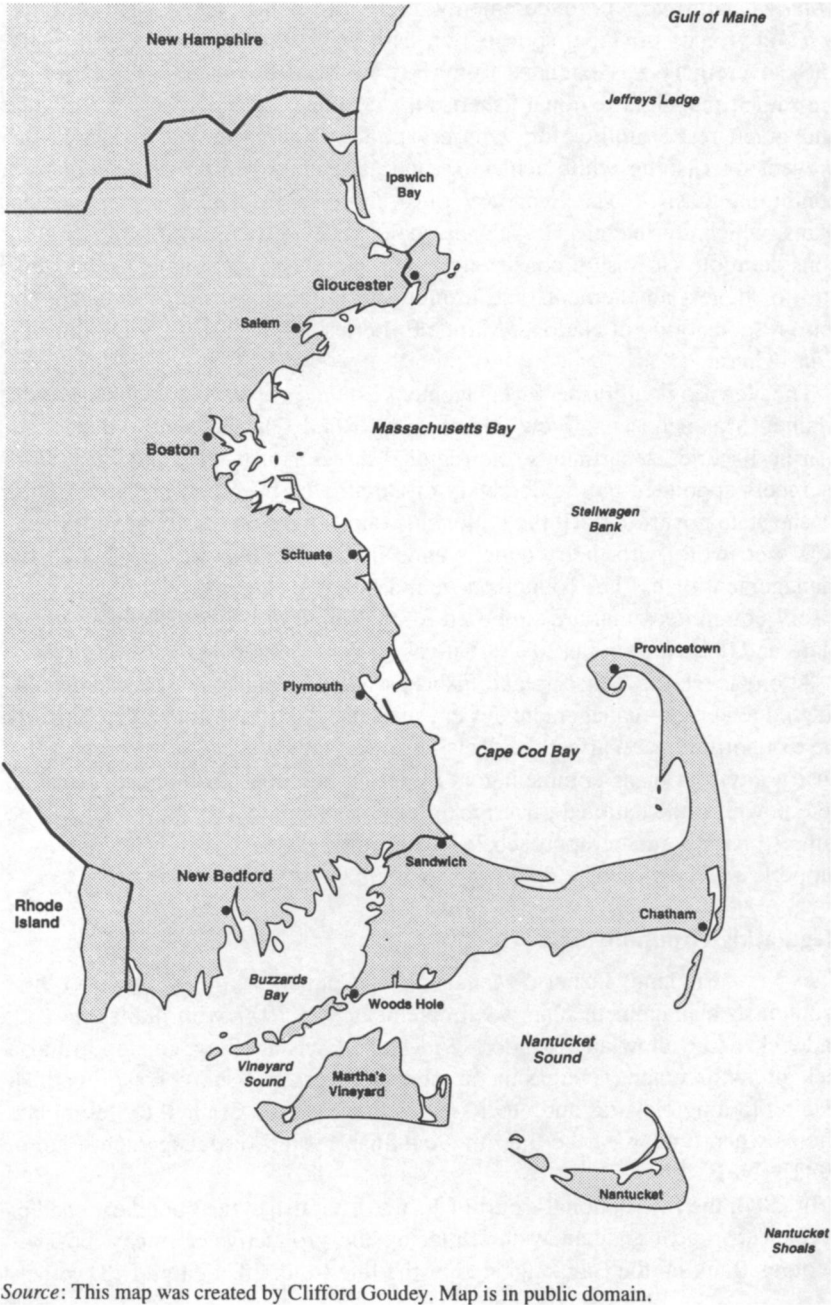 Gulf of Maine
New Hampshire
Jeffreys Ledge
Ipswich
Bay
Gloucester
Salem
Massachusetts Bay
Boston
Stellwagen
Bank
Scituate
Provincetown
Plymouth
Cape Cod Bay
Sandwich
New Bedford
Rhode
Island
Chatham
Buzzards
Bay
Woods Hole
Nantucket
Sound
Vineyard
Sound
Martha's
Vineyard
Nantucket
Nantucket
Shoals
Source: This map was created by Clifford Goudey. Map is in public domain.